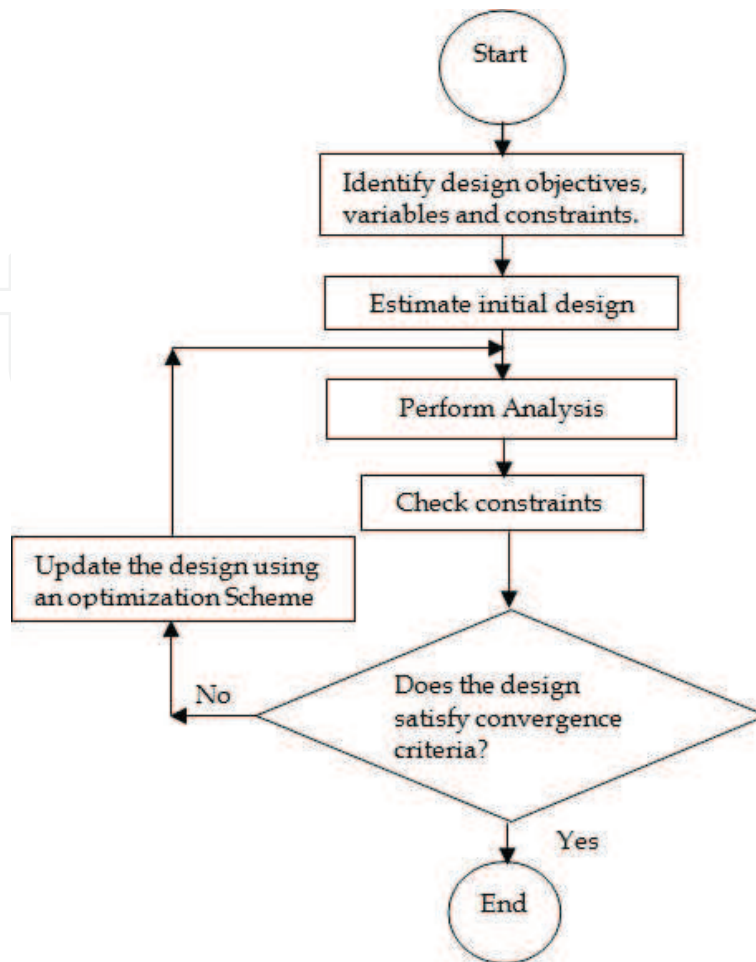 Start
Identify design objectives,
variables and constraints.
Estimate initial design
Perform Analysis
Check constraints
Update the design using
an optimization Scheme
No
Does the design
satisfy convergence
criteria?
Yes
End